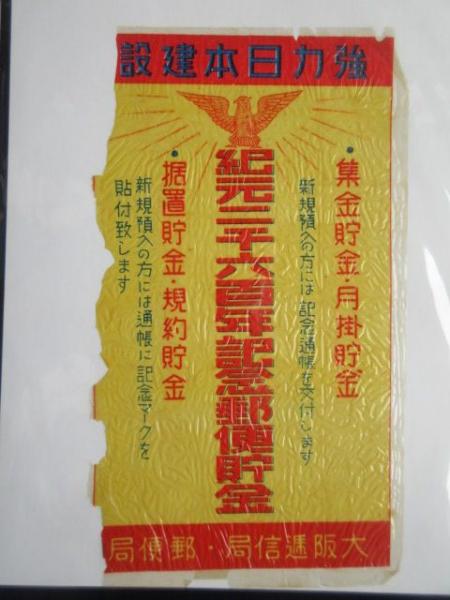 強力日本建設
紀元二千六百年記念郵便貯金
・集金貯金・月掛貯金
新規預入の方には記念通帳を交付します
・据置貯金・規約貯金
新規預入の方には通帳に記念マークを
貼付致します
大阪逓信局・郵便局